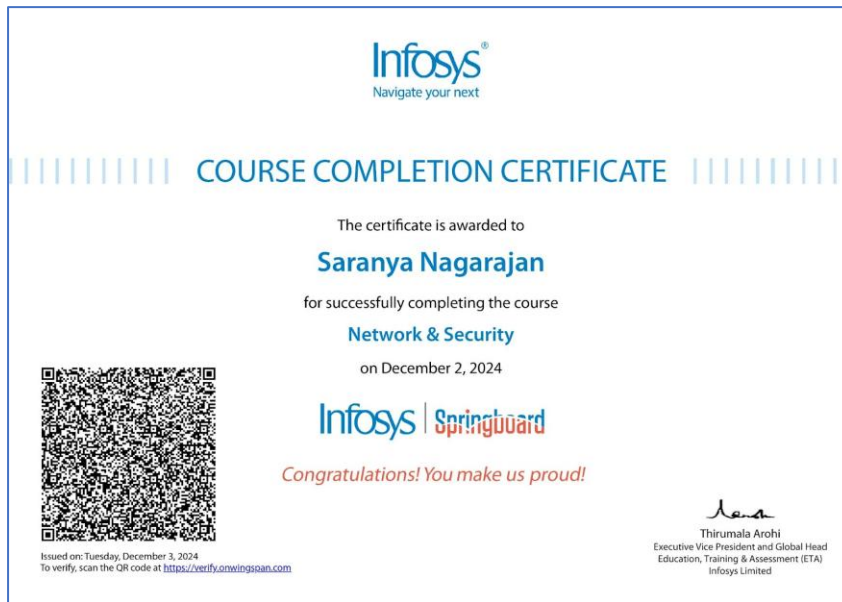 Infosys®
Navigate your next
COURSE COMPLETION CERTIFICATE
The certificate is awarded to
Saranya Nagarajan
for successfully completing the course
Network & Security
on December 2, 2024
Infosys | Springboard
Congratulations! You make us proud!
Issued on: Tuesday, December 3, 2024
To verify, scan the QR code at https://verify.onwingspan.com
Thirumala Arohi
Executive Vice President and Global Head
Education, Training & Assessment (ETA)
Infosys Limited